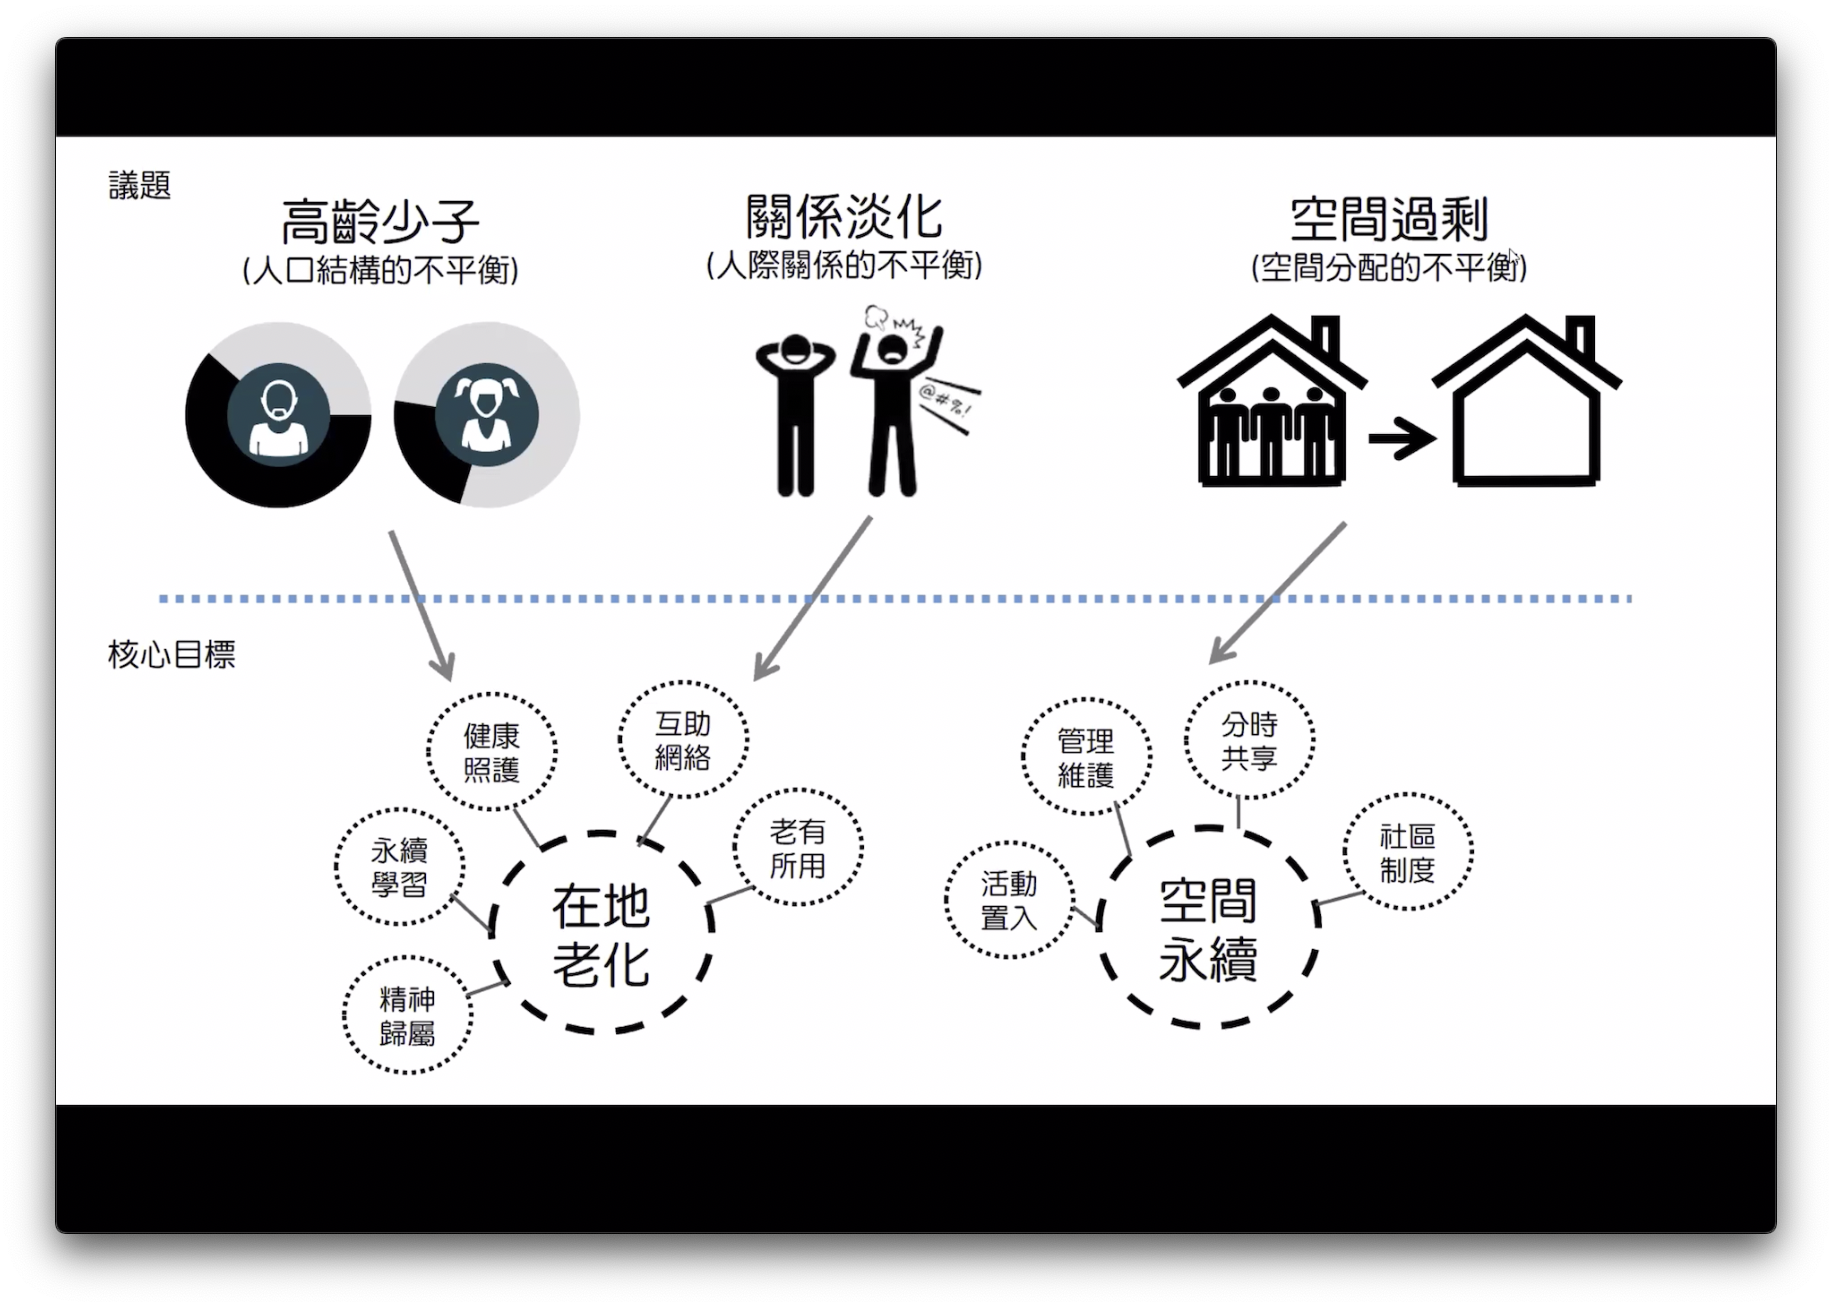 議題
高齡少子
(人口結構的不平衡)
關係淡化
(人際關係的不平衡)
@#%!
空間過剩
(空間分配的不平衡)
核心目標
健康
照護
互助
網絡
永續
學習
老有
所用
精神
歸屬
在地
老化
管理
維護
分時
共享
活動
置入
社區
制度
空間
永續